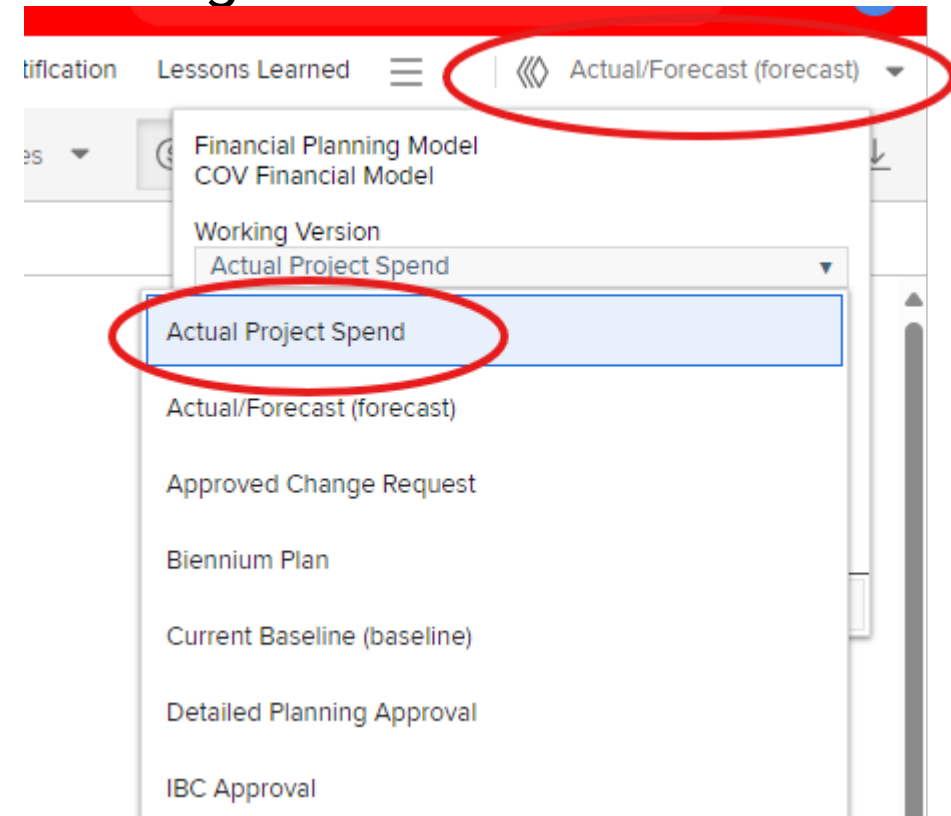 Lessons Learned
Actual/Forecast (forecast)
Financial Planning Model
COV Financial Model
Working Version
Actual Project Spend
Actual Project Spend
Actual/Forecast (forecast)
Approved Change Request
Biennium Plan
Current Baseline (baseline)
Detailed Planning Approval
IBC Approval